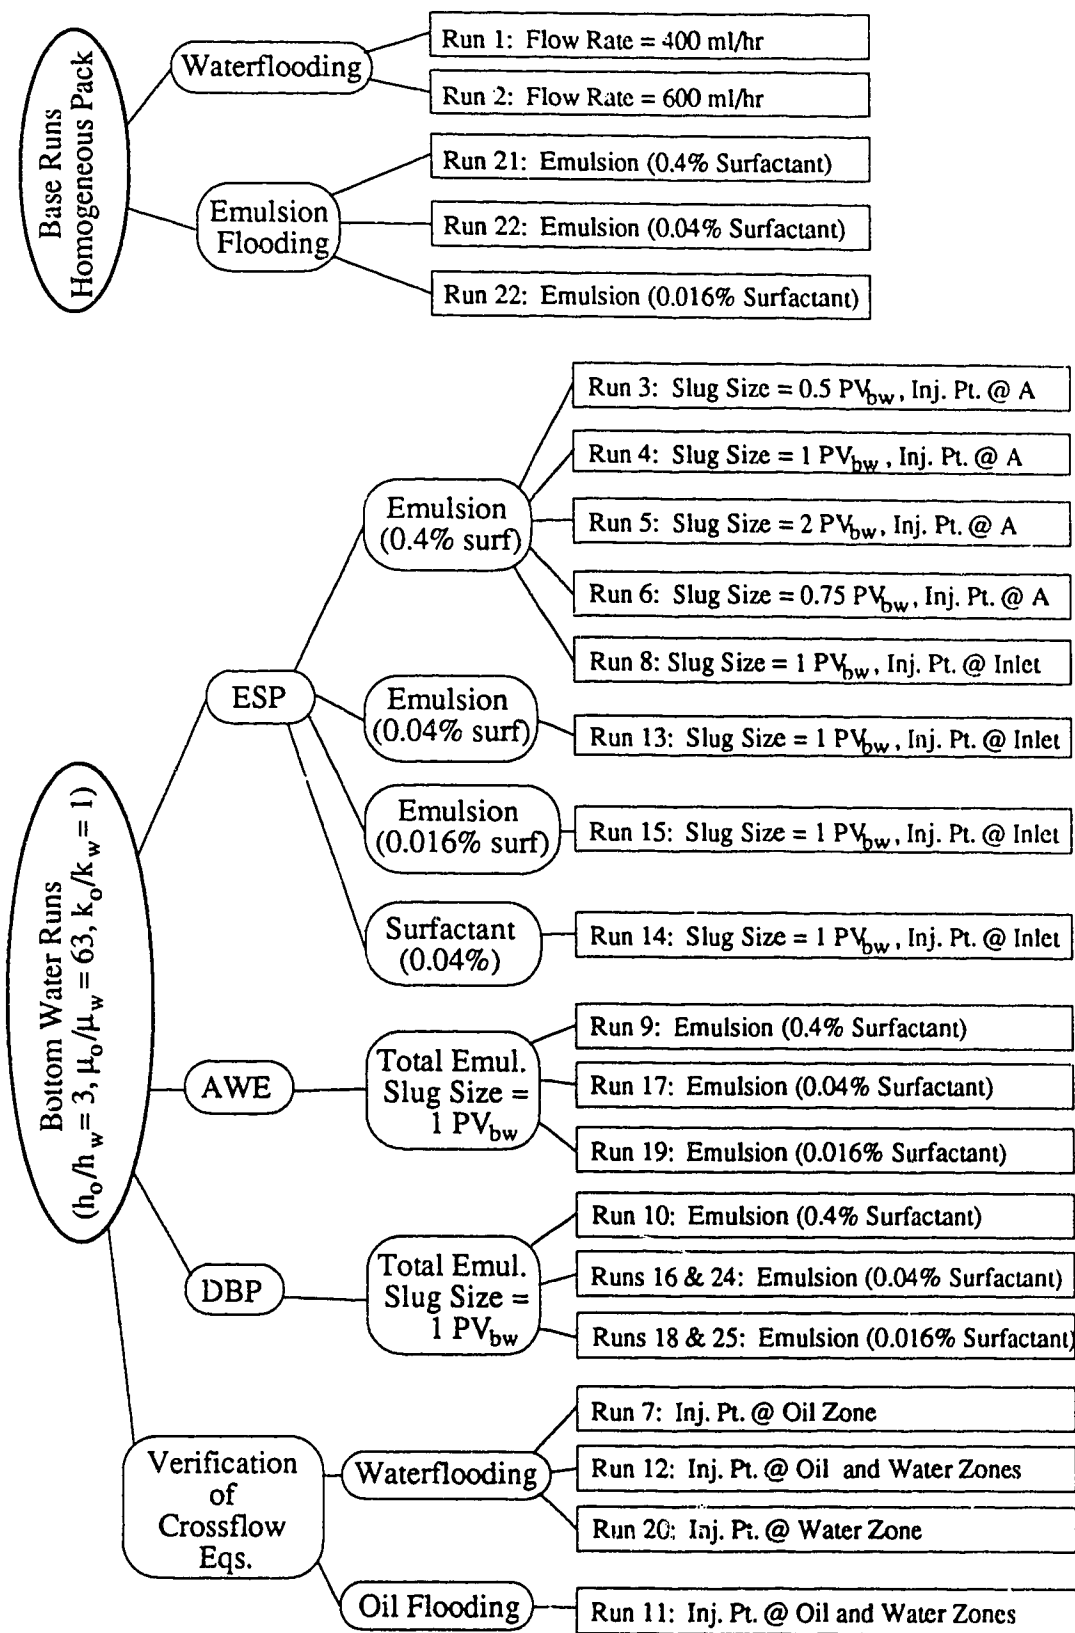 Base Runs
Homogeneous Pack
Waterflooding
Run 1: Flow Rate = 400 ml/hr
Run 2: Flow Rate = 600 ml/hr
Emulsion
Flooding
Run 21: Emulsion (0.4% Surfactant)
Run 22: Emulsion (0.04% Surfactant)
Run 22: Emulsion (0.016% Surfactant)
Bottom Water Runs
(h_o/h_w = 3, μ_o/μ_w = 63, k_o/k_w = 1)
ESP
Emulsion
(0.4% surf)
Run 3: Slug Size = 0.5 PV_bw, Inj. Pt. @ A
Run 4: Slug Size = 1 PV_bw, Inj. Pt. @ A
Run 5: Slug Size = 2 PV_bw, Inj. Pt. @ A
Run 6: Slug Size = 0.75 PV_bw, Inj. Pt. @ A
Run 8: Slug Size = 1 PV_bw, Inj. Pt. @ Inlet
Emulsion
(0.04% surf)
Run 13: Slug Size = 1 PV_bw, Inj. Pt. @ Inlet
Emulsion
(0.016% surf)
Run 15: Slug Size = 1 PV_bw, Inj. Pt. @ Inlet
Surfactant
(0.04%)
Run 14: Slug Size = 1 PV_bw, Inj. Pt. @ Inlet
AWE
Total Emul.
Slug Size =
1 PV_bw
Run 9: Emulsion (0.4% Surfactant)
Run 17: Emulsion (0.04% Surfactant)
Run 19: Emulsion (0.016% Surfactant)
DBP
Total Emul.
Slug Size =
1 PV_bw
Run 10: Emulsion (0.4% Surfactant)
Runs 16 & 24: Emulsion (0.04% Surfactant)
Runs 18 & 25: Emulsion (0.016% Surfactant)
Verification
of
Crossflow
Eqs.
Waterflooding
Run 7: Inj. Pt. @ Oil Zone
Run 12: Inj. Pt. @ Oil and Water Zones
Run 20: Inj. Pt. @ Water Zone
Oil Flooding
Run 11: Inj. Pt. @ Oil and Water Zones